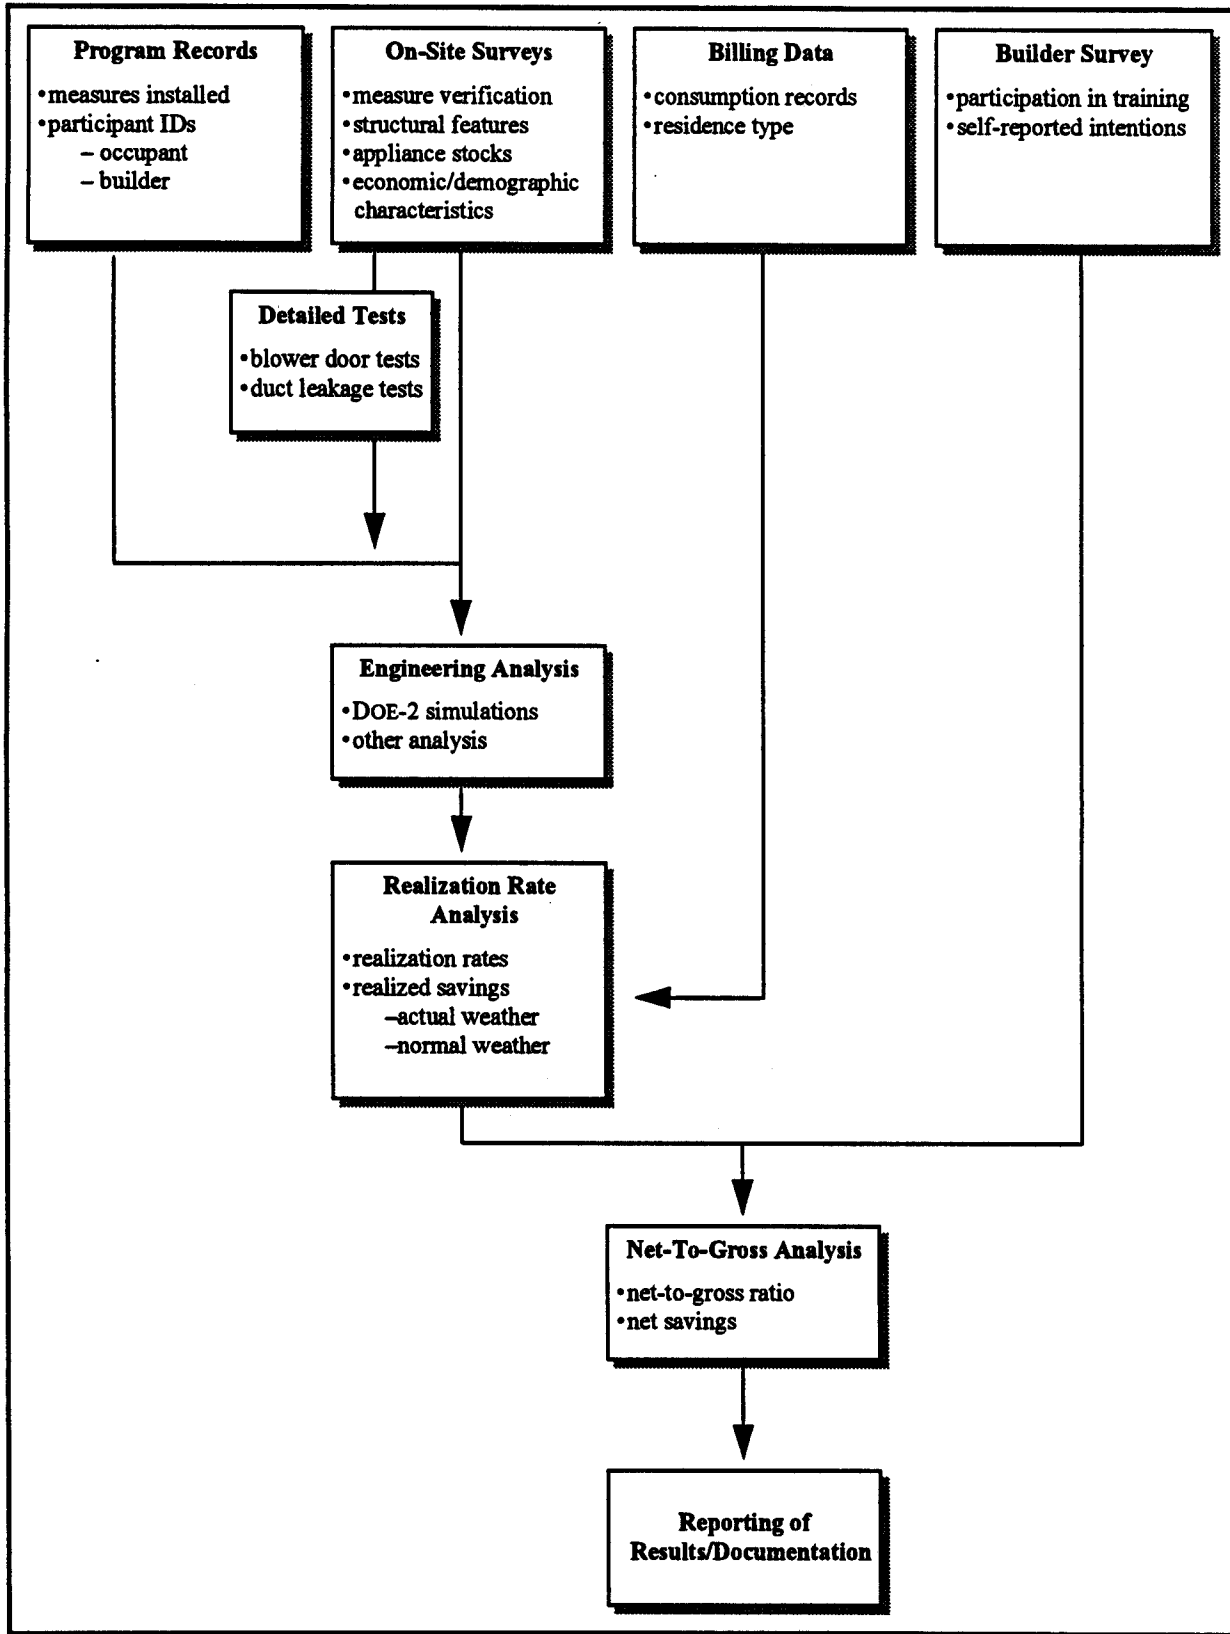 Program Records
•measures installed
•participant IDs
– occupant
– builder
On-Site Surveys
•measure verification
•structural features
•appliance stocks
•economic/demographic
characteristics
Billing Data
•consumption records
•residence type
Builder Survey
•participation in training
•self-reported intentions
Detailed Tests
•blower door tests
•duct leakage tests
Engineering Analysis
•DOE-2 simulations
•other analysis
Realization Rate
Analysis
•realization rates
•realized savings
–actual weather
–normal weather
Net-To-Gross Analysis
•net-to-gross ratio
•net savings
Reporting of
Results/Documentation